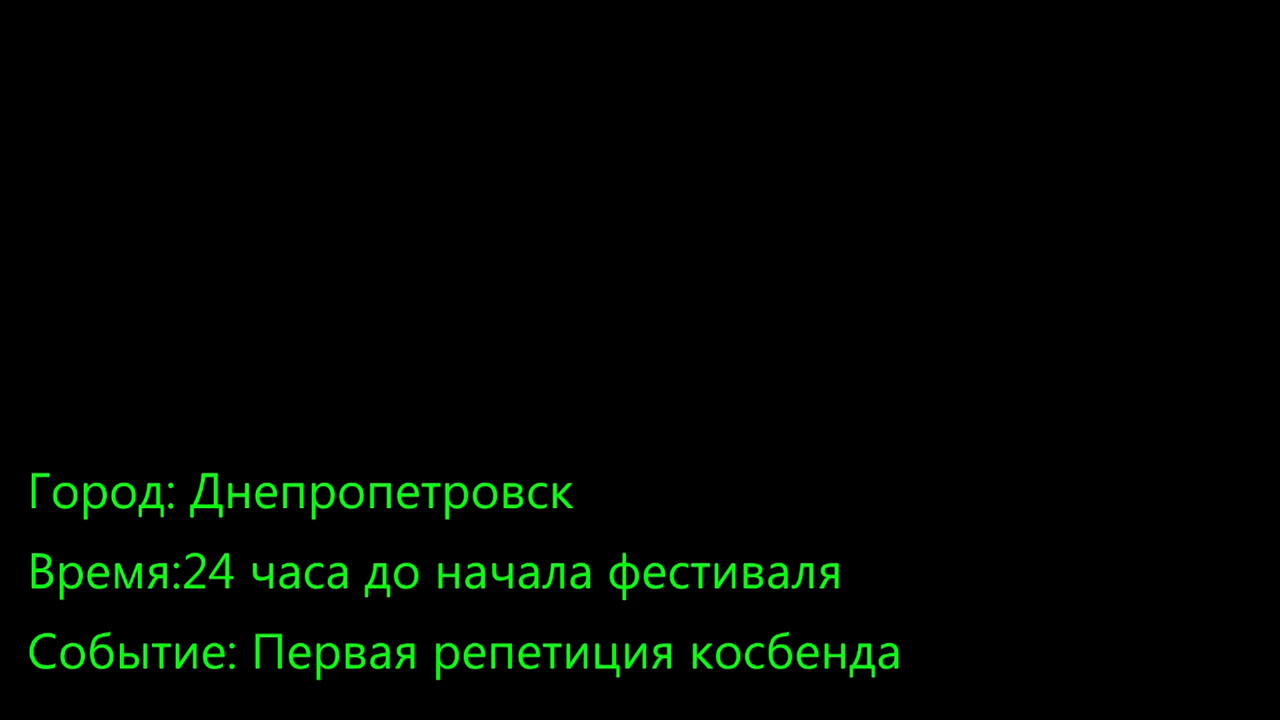 Город: Днепропетровск
Время:24 часа до начала фестиваля
Событие: Первая репетиция косбенда